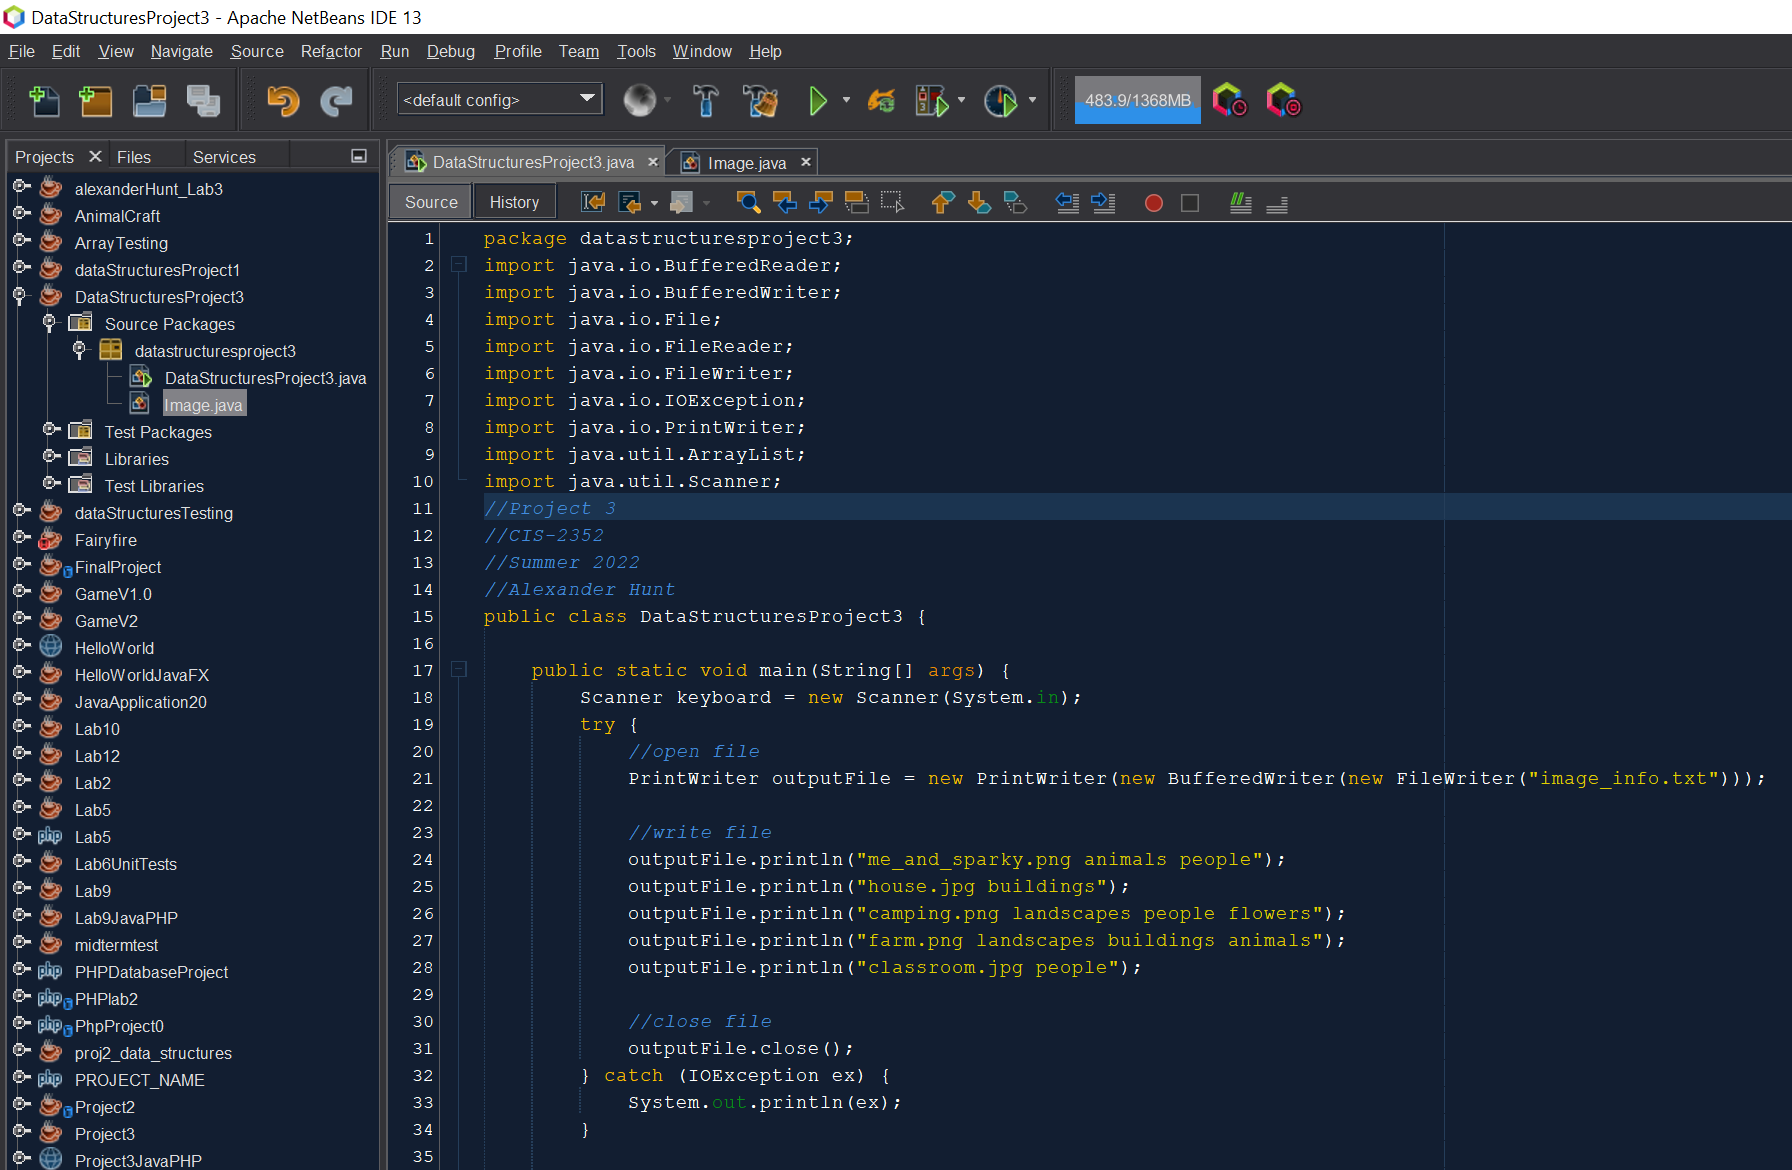 DataStructuresProject3 - Apache NetBeans IDE 13
File Edit View Navigate Source Refactor Run Debug Profile Team Tools Window Help
<default config>
483.9/1368MB
Projects Files Services
alexanderHunt_Lab3
AnimalCraft
ArrayTesting
dataStructuresProject1
DataStructuresProject3
Source Packages
datastructuresproject3
DataStructuresProject3.java
Image.java
Test Packages
Libraries
Test Libraries
dataStructuresTesting
Fairyfire
FinalProject
GameV1.0
GameV2
HelloWorld
HelloWorldJavaFX
JavaApplication20
Lab10
Lab12
Lab2
Lab5
php Lab5
Lab6UnitTests
Lab9
Lab9JavaPHP
midtermtest
php PHPDatabaseProject
php PHPlab2
php PhpProject0
proj2_data_structures
php PROJECT_NAME
Project2
Project3
Project3JavaPHP
DataStructuresProject3.java Image.java
Source History
1 package datastructuresproject3;
2 import java.io.BufferedReader;
3 import java.io.BufferedWriter;
4 import java.io.File;
5 import java.io.FileReader;
6 import java.io.FileWriter;
7 import java.io.IOException;
8 import java.io.PrintWriter;
9 import java.util.ArrayList;
10 import java.util.Scanner;
11 //Project 3
12 //CIS-2352
13 //Summer 2022
14 //Alexander Hunt
15 public class DataStructuresProject3 {
16
17 public static void main(String[] args) {
18 Scanner keyboard = new Scanner(System.in);
19 try {
20 //open file
21 PrintWriter outputFile = new PrintWriter(new BufferedWriter(new FileWriter("image_info.txt")));
22
23 //write file
24 outputFile.println("me_and_sparky.png animals people");
25 outputFile.println("house.jpg buildings");
26 outputFile.println("camping.png landscapes people flowers");
27 outputFile.println("farm.png landscapes buildings animals");
28 outputFile.println("classroom.jpg people");
29
30 //close file
31 outputFile.close();
32 } catch (IOException ex) {
33 System.out.println(ex);
34 }
35